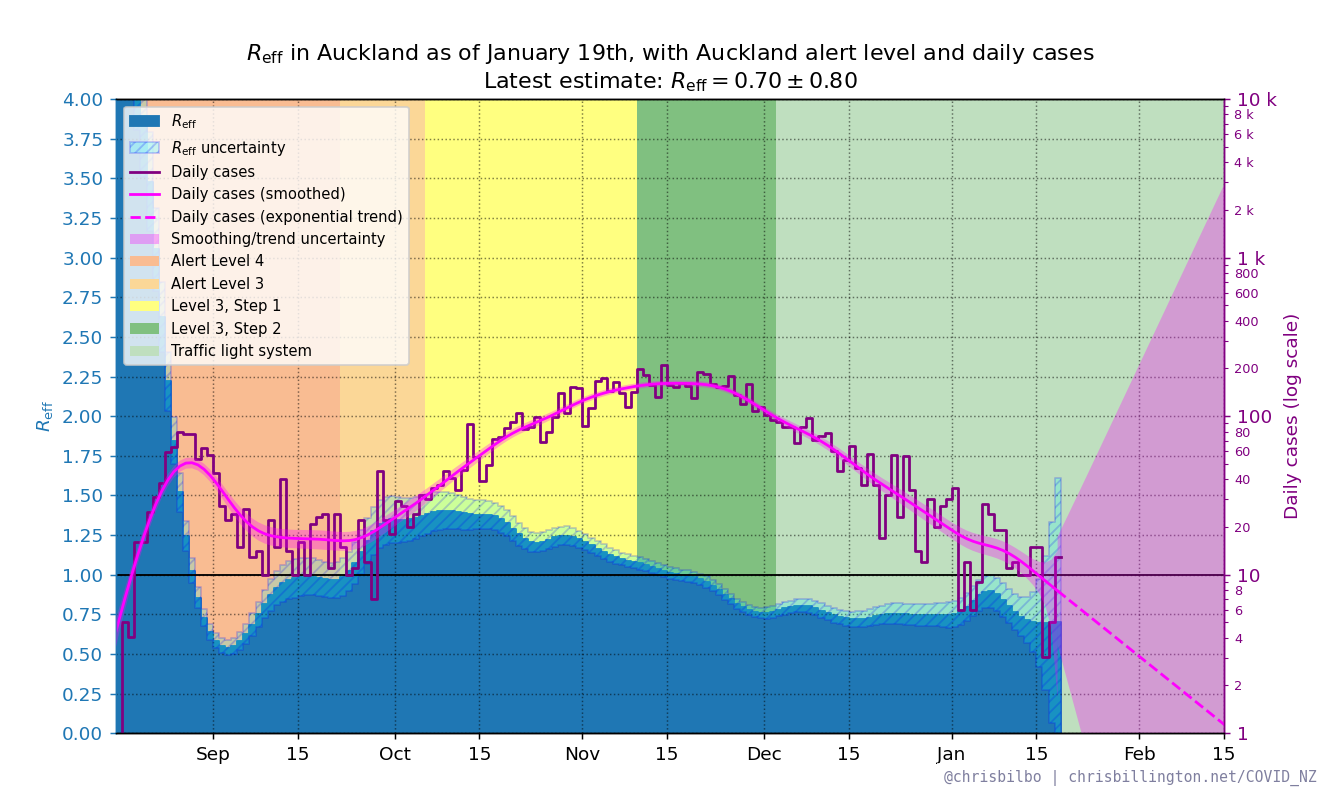 Reff in Auckland as of January 19th, with Auckland alert level and daily cases
Latest estimate: Reff = 0.70 ± 0.80
4.00
3.75
3.50
3.25
3.00
2.75
2.50
2.25
2.00
1.75
1.50
1.25
1.00
0.75
0.50
0.25
0.00
Reff
Reff
Reff uncertainty
Daily cases
Daily cases (smoothed)
Daily cases (exponential trend)
Smoothing/trend uncertainty
Alert Level 4
Alert Level 3
Level 3, Step 1
Level 3, Step 2
Traffic light system
10 k
8 k
6 k
4 k
2 k
1 k
800
600
400
200
100
80
60
40
20
10
8
6
4
2
1
Daily cases (log scale)
Sep 15 Oct 15 Nov 15 Dec 15 Jan 15 Feb 15
@chrisbilbo | chrisbillington.net/COVID_NZ